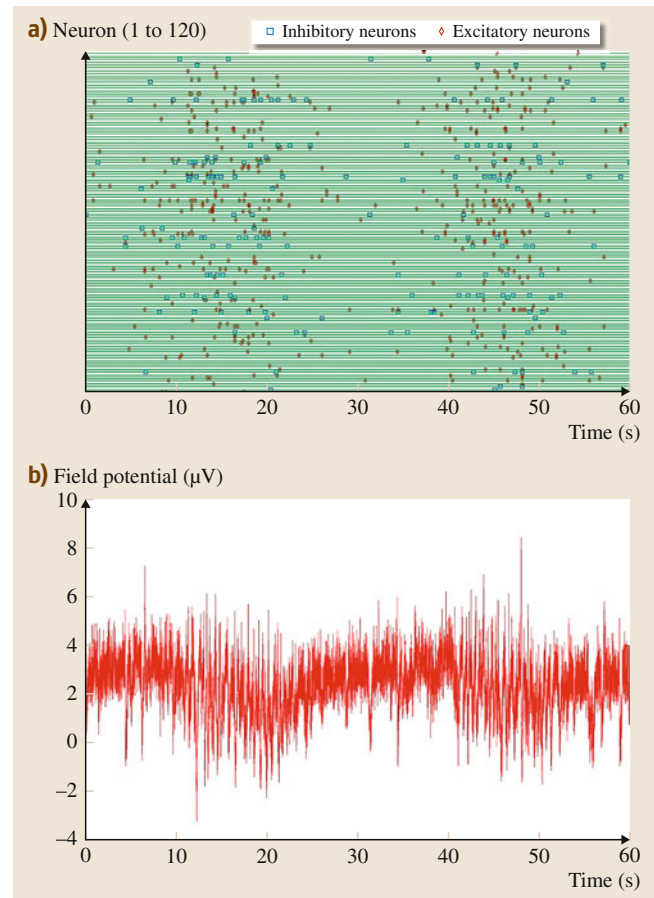 a) Neuron (1 to 120)
Inhibitory neurons Excitatory neurons
0 10 20 30 40 50 60
Time (s)
b) Field potential (µV)
10
8
6
4
2
0
–2
–4
0 10 20 30 40 50 60
Time (s)